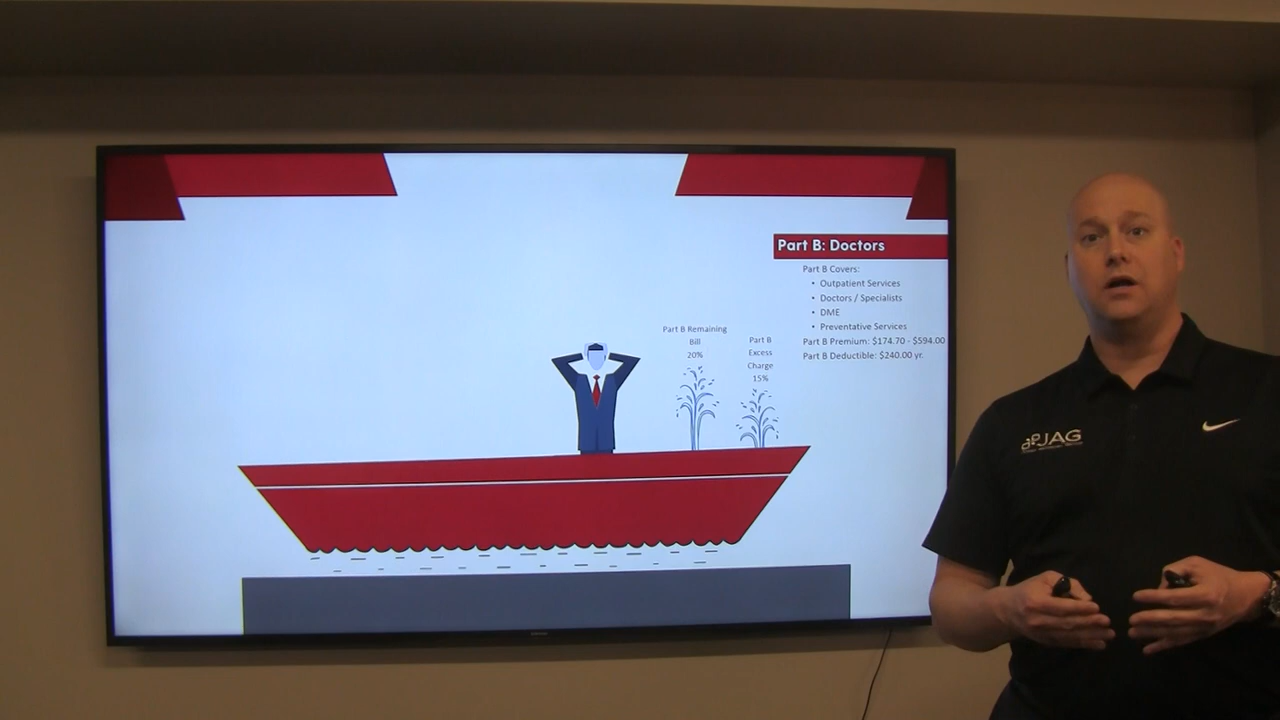 Part B: Doctors
Part B Covers:
• Outpatient Services
• Doctors / Specialists
• DME
• Preventative Services
Part B Premium: $174.70 - $594.00
Part B Deductible: $240.00 yr.
Part B Remaining
Bill
20%
Part B
Excess
Charge
15%
JAG